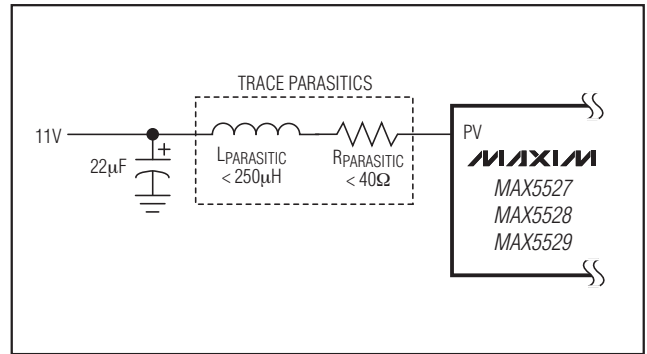 TRACE PARASITICS
11V
22μF
+
LPARASITIC
< 250μH
RPARASITIC
< 40Ω
PV
MAXIM
MAX5527
MAX5528
MAX5529